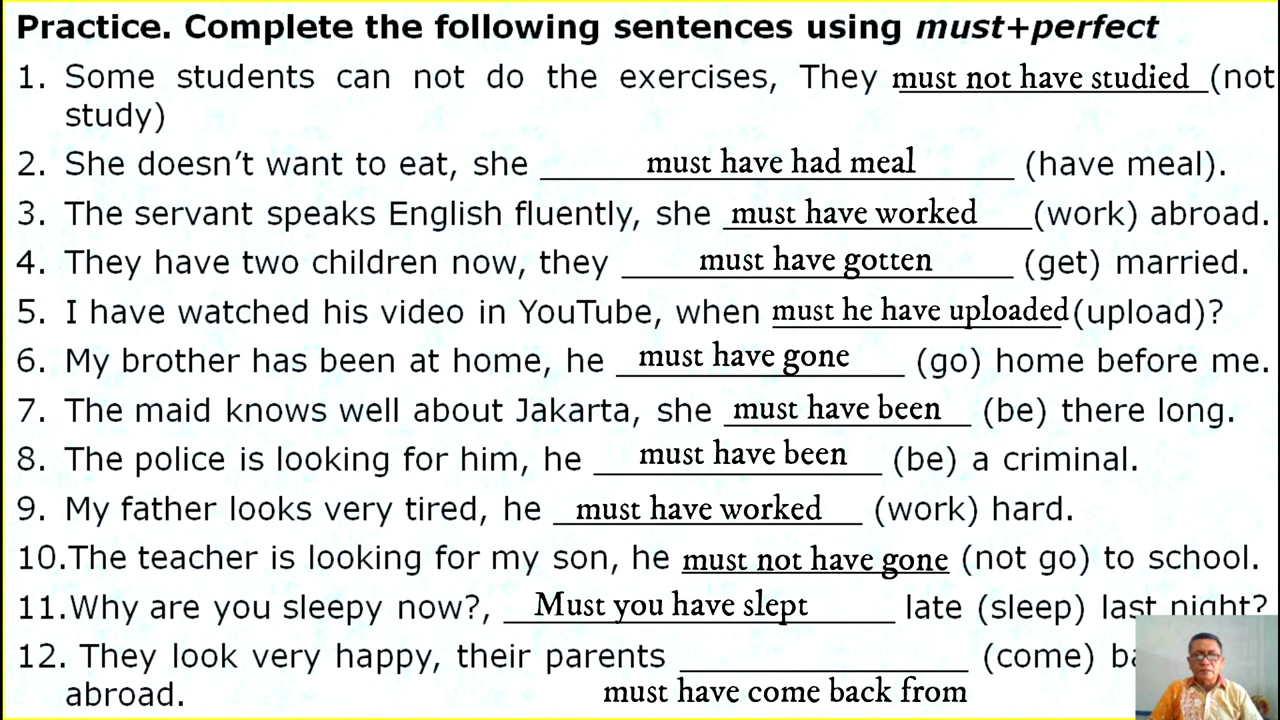 Practice. Complete the following sentences using must+perfect
1. Some students can not do the exercises, They must not have studied (not
study)
2. She doesn't want to eat, she must have had meal (have meal).
3. The servant speaks English fluently, she must have worked (work) abroad.
4. They have two children now, they must have gotten (get) married.
5. I have watched his video in YouTube, when must he have uploaded (upload)?
6. My brother has been at home, he must have gone (go) home before me.
7. The maid knows well about Jakarta, she must have been (be) there long.
8. The police is looking for him, he must have been (be) a criminal.
9. My father looks very tired, he must have worked (work) hard.
10.The teacher is looking for my son, he must not have gone (not go) to school.
11.Why are you sleepy now?, Must you have slept late (sleep) last night?
12. They look very happy, their parents ____ (come)
abroad. must have come back from